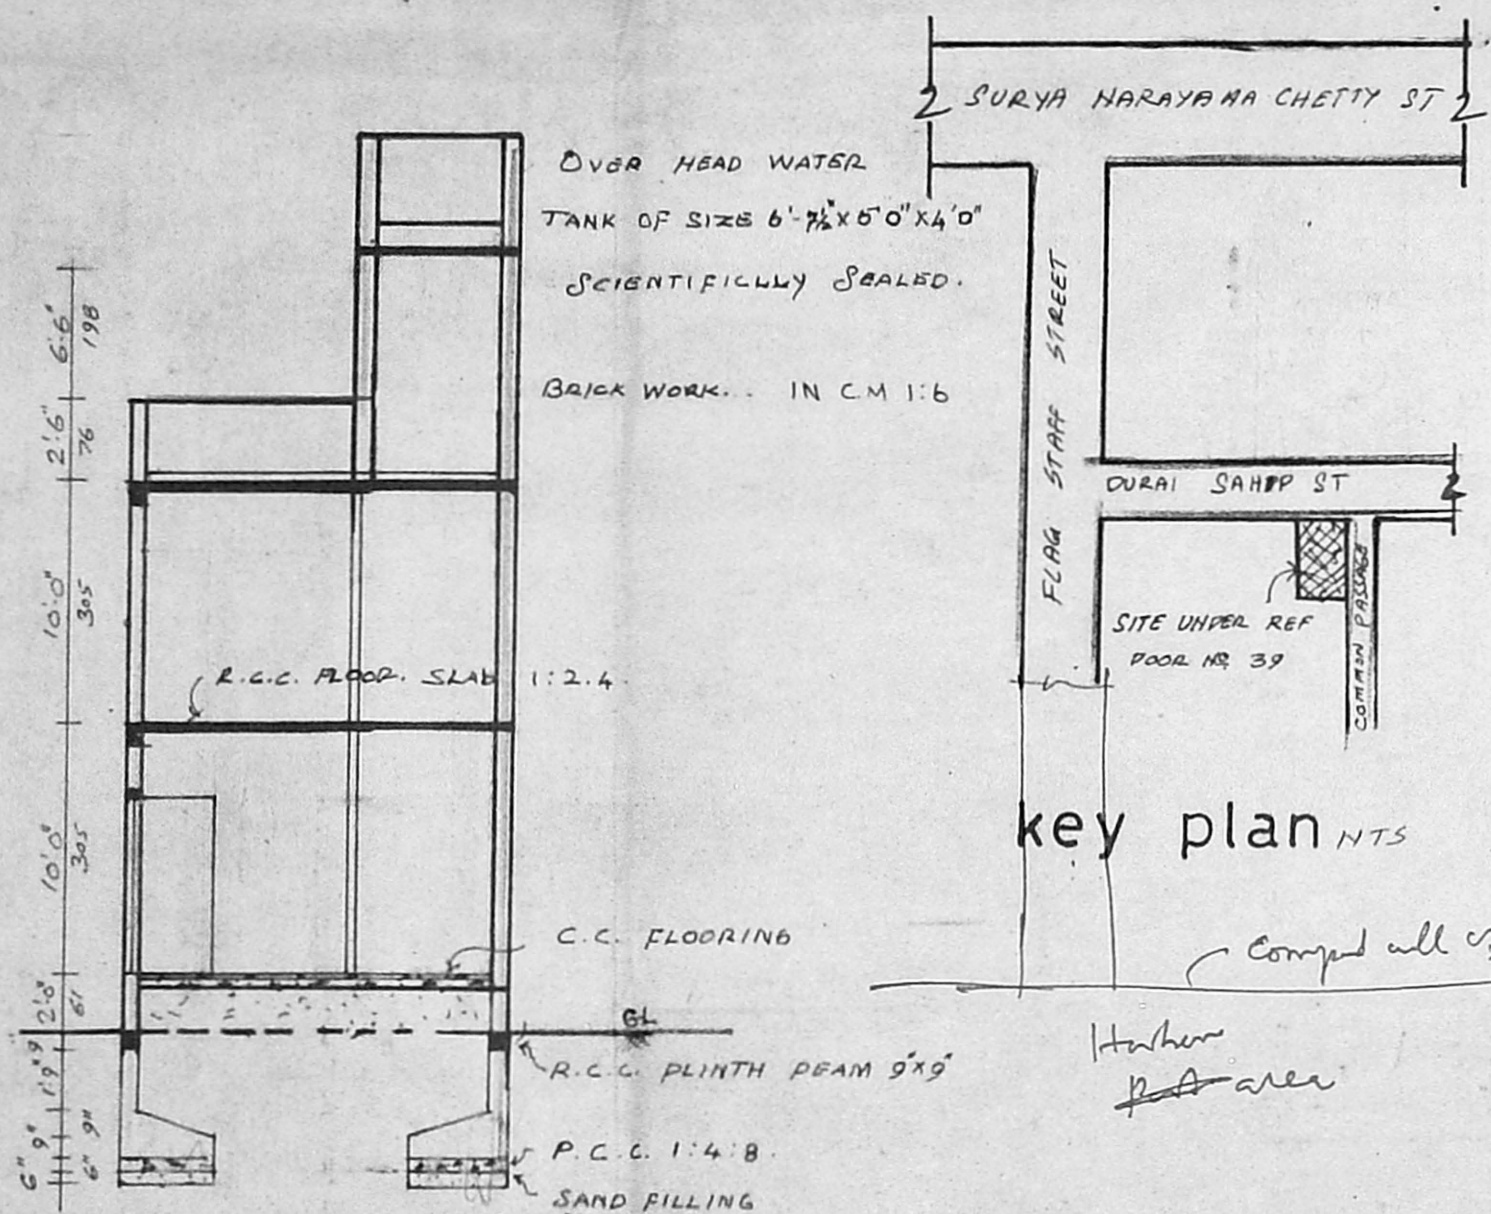 OVER HEAD WATER
TANK OF SIZE 6'-7½"X5'0"X4'0"
SCIENTIFICLLY SEALED.
BRICK WORK... IN C.M 1:6
R.C.C. FLOOR. SLAB 1:2.4.
C.C. FLOORING
GL
R.C.C. PLINTH BEAM 9"X9"
P.C.C. 1:4:8.
SAND FILLING
6'.6"
198
2'.6"
76
10'.0"
305
10'.0"
305
2'.0"
61
9"
1'.9"
9"
9"
6"
6"
SURYA NARAYANA CHETTY ST
FLAG STAFF STREET
DURAI SAHIP ST
SITE UNDER REF
DOOR NO 39
COMMON PASSAGE
key plan NTS
area